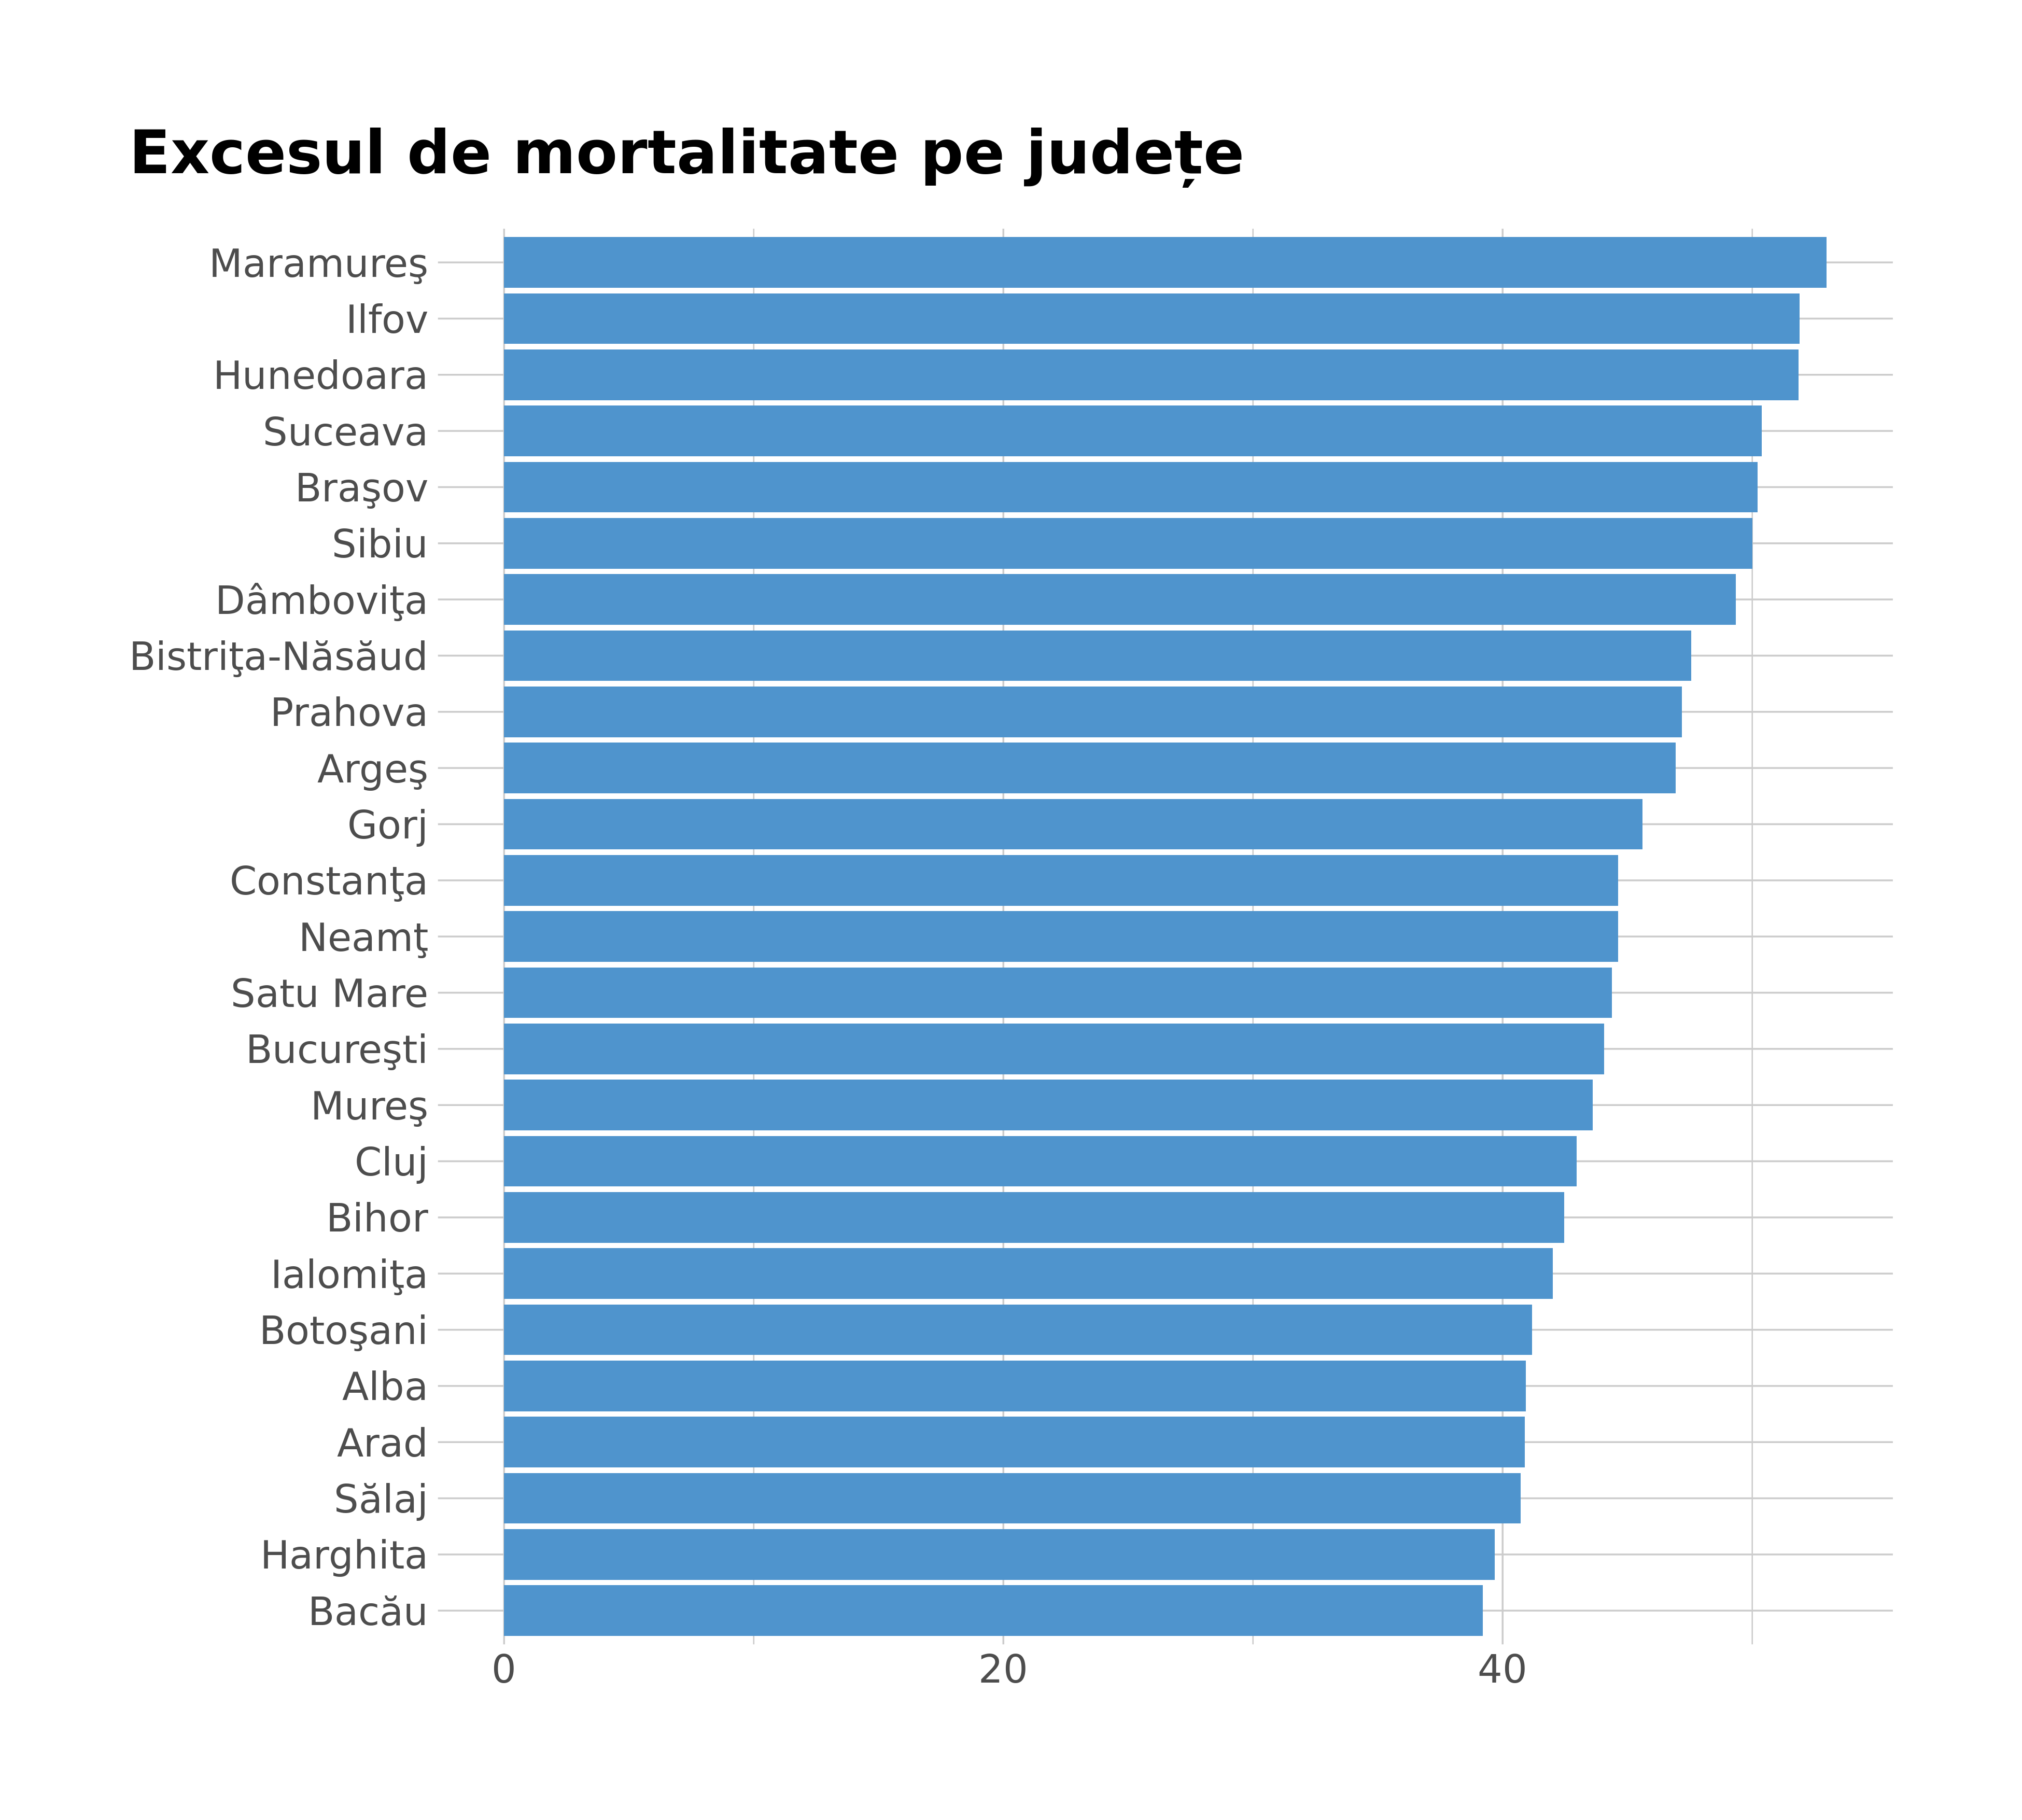 Excesul de mortalitate pe județe
Maramureş
Ilfov
Hunedoara
Suceava
Braşov
Sibiu
Dâmboviţa
Bistriţa-Năsăud
Prahova
Argeş
Gorj
Constanţa
Neamţ
Satu Mare
Bucureşti
Mureş
Cluj
Bihor
Ialomiţa
Botoşani
Alba
Arad
Sălaj
Harghita
Bacău
0 20 40